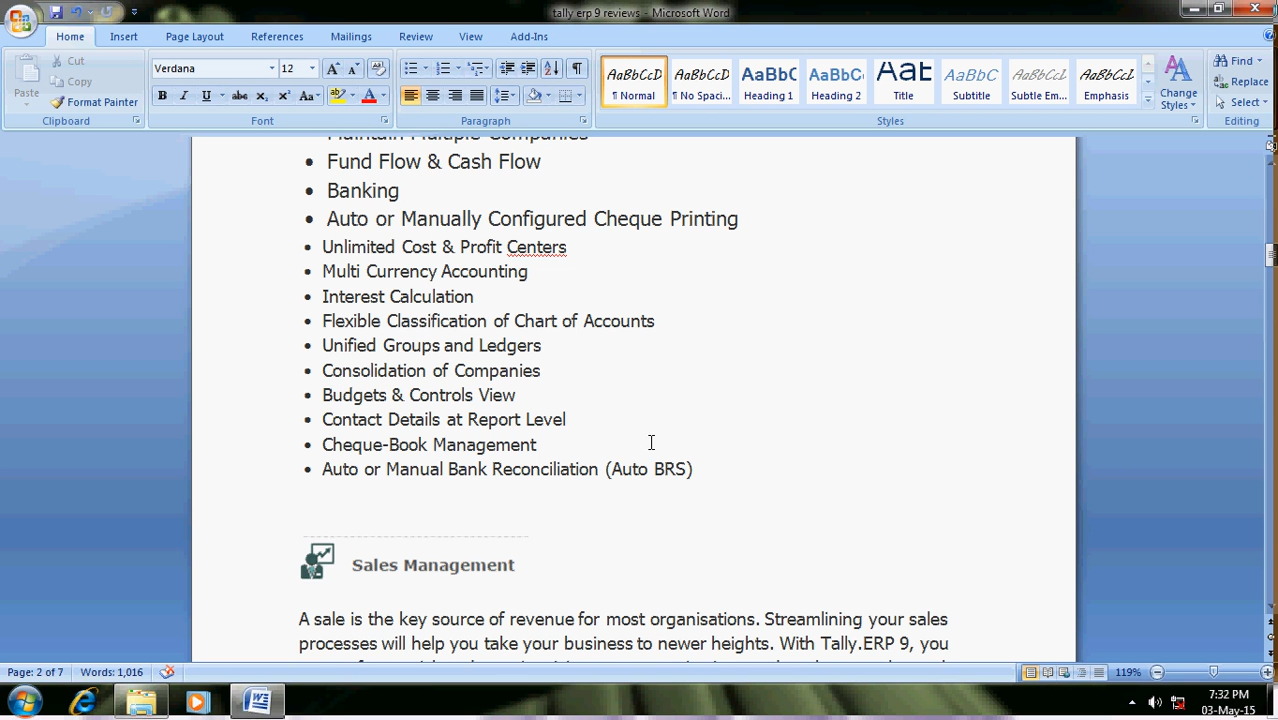 tally erp 9 reviews - Microsoft Word
Home Insert Page Layout References Mailings Review View Add-Ins
Paste
Cut
Copy
Format Painter
Clipboard
Verdana 12
Font
Paragraph
AaBbCcD AaBbCcD AaBbC AaBbC Aab AaBbC AaBbCcD AaBbCcD
¶ Normal ¶ No Spaci... Heading 1 Heading 2 Title Subtitle Subtle Em... Emphasis
Change Styles
Styles
Find
Replace
Select
Editing
Maintain Multiple Companies
• Fund Flow & Cash Flow
• Banking
• Auto or Manually Configured Cheque Printing
• Unlimited Cost & Profit Centers
• Multi Currency Accounting
• Interest Calculation
• Flexible Classification of Chart of Accounts
• Unified Groups and Ledgers
• Consolidation of Companies
• Budgets & Controls View
• Contact Details at Report Level
• Cheque-Book Management
• Auto or Manual Bank Reconciliation (Auto BRS)
Sales Management
A sale is the key source of revenue for most organisations. Streamlining your sales
processes will help you take your business to newer heights. With Tally.ERP 9, you
Page: 2 of 7 Words: 1,016 119%
7:32 PM
03-May-15